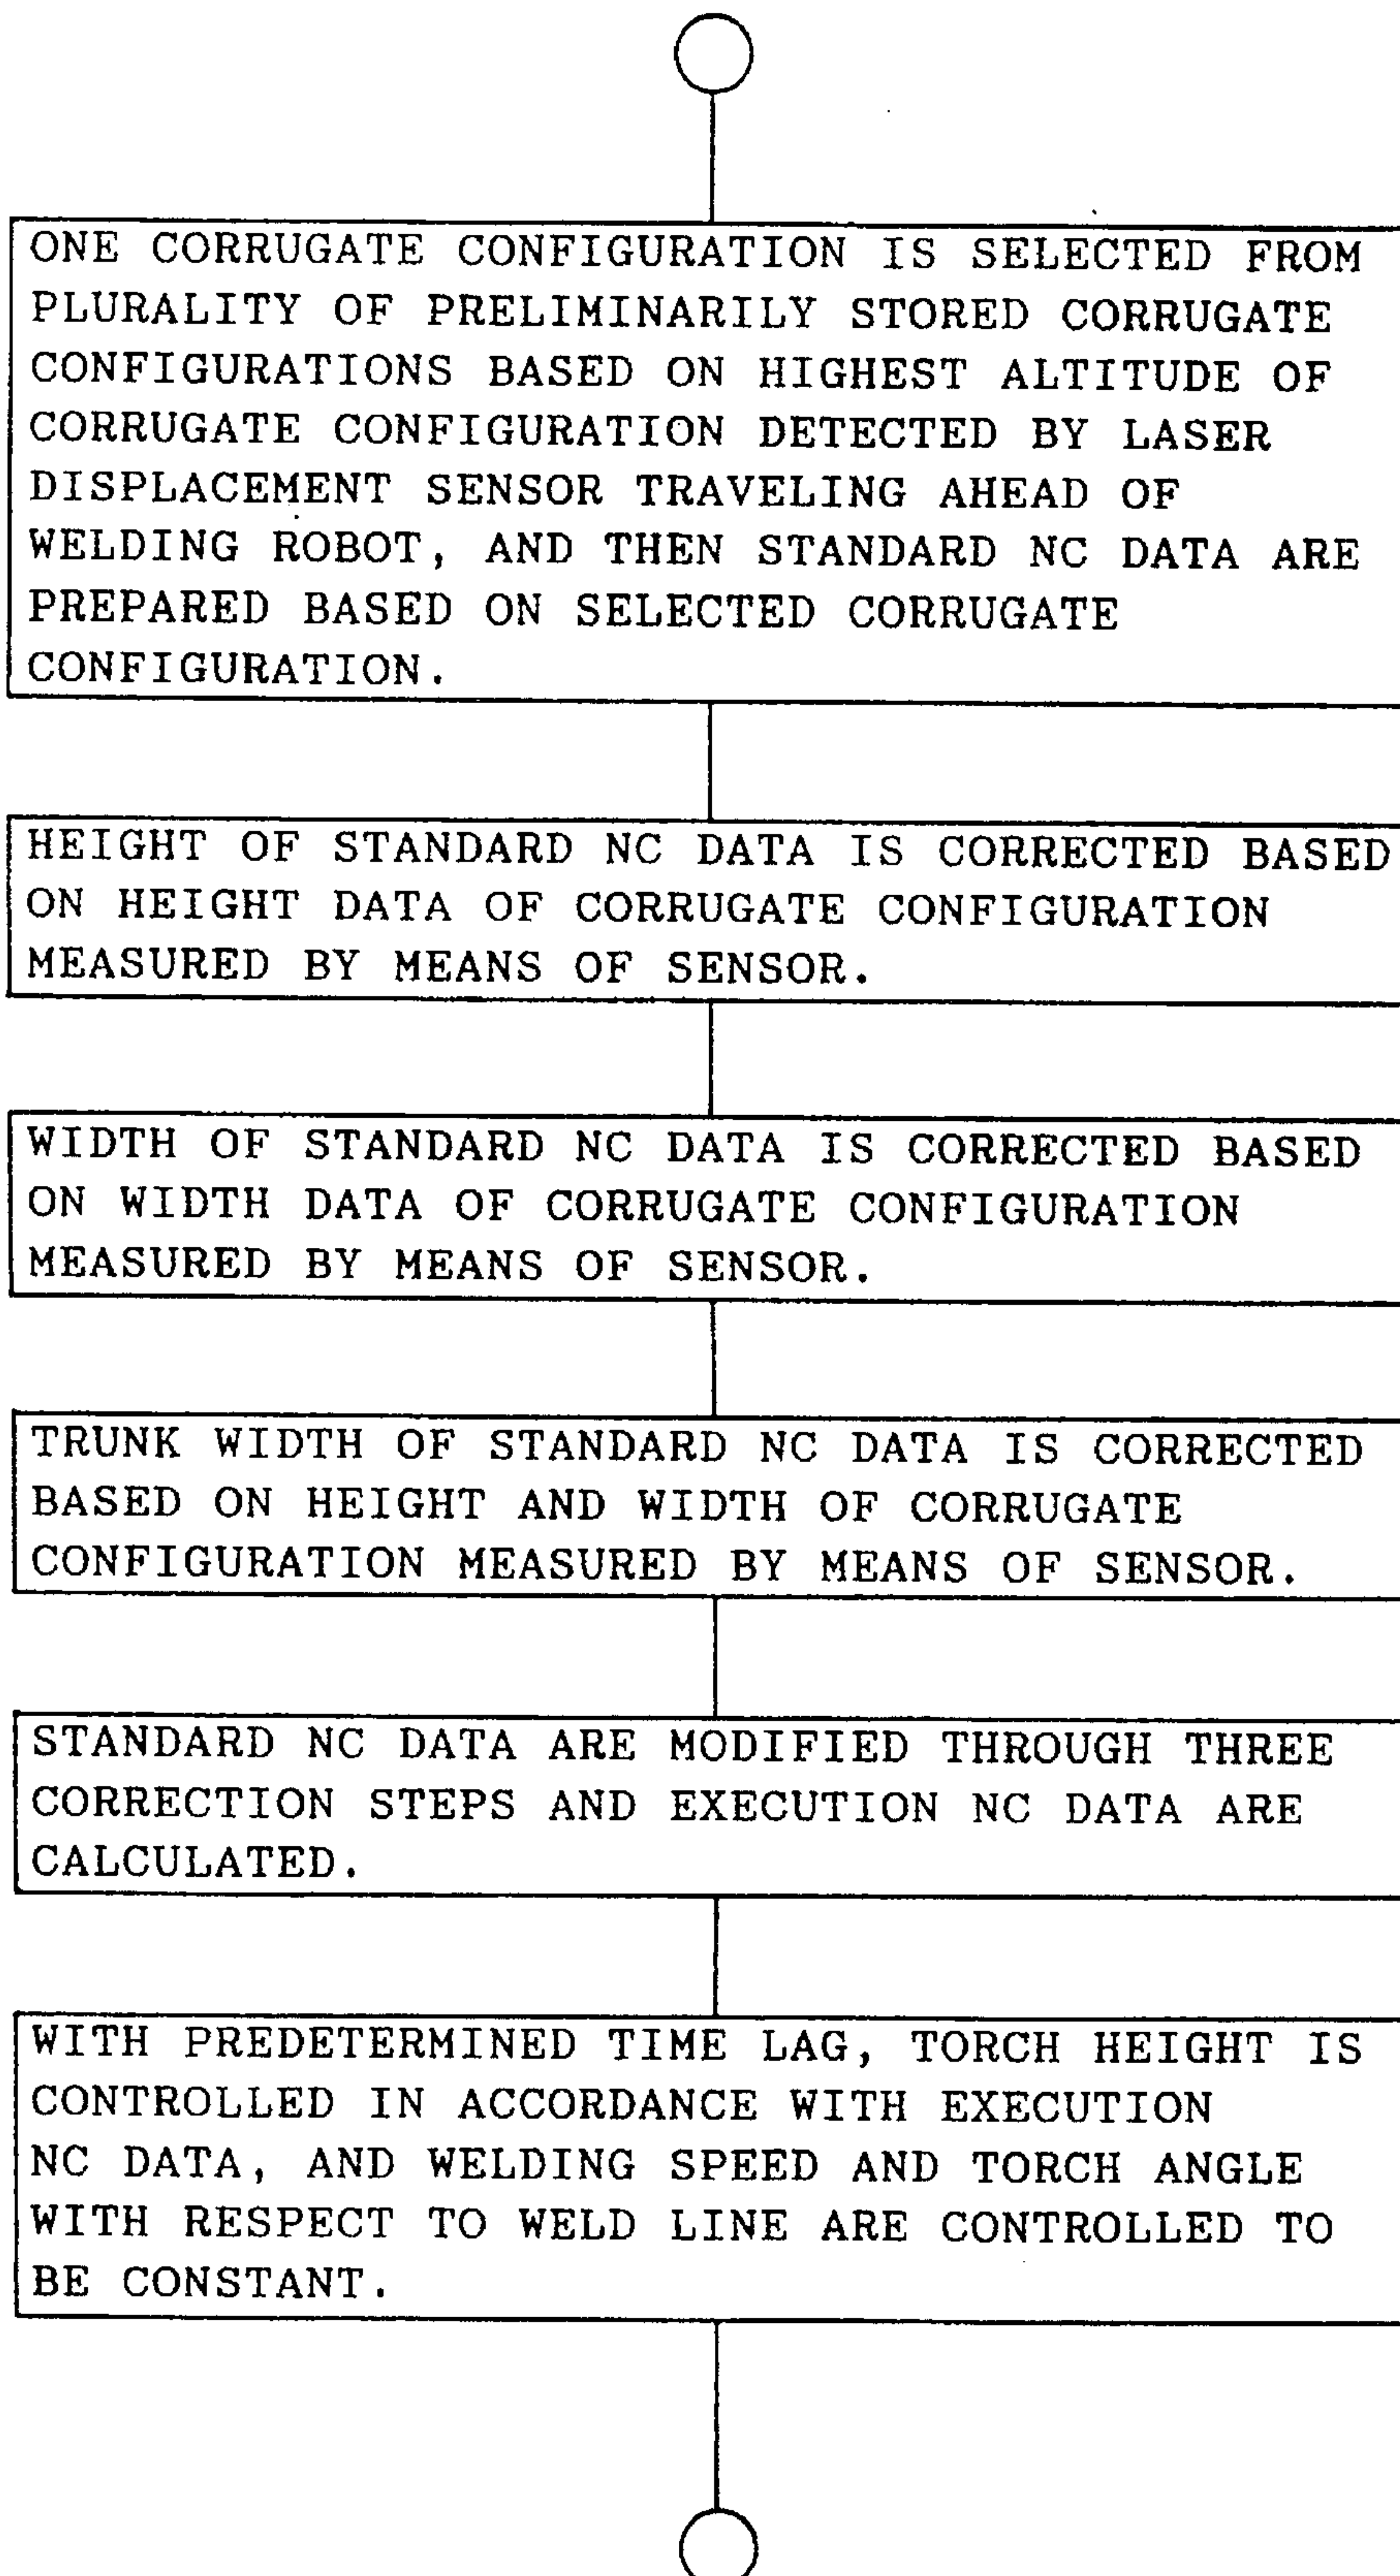 ONE CORRUGATE CONFIGURATION IS SELECTED FROM
PLURALITY OF PRELIMINARILY STORED CORRUGATE
CONFIGURATIONS BASED ON HIGHEST ALTITUDE OF
CORRUGATE CONFIGURATION DETECTED BY LASER
DISPLACEMENT SENSOR TRAVELING AHEAD OF
WELDING ROBOT, AND THEN STANDARD NC DATA ARE
PREPARED BASED ON SELECTED CORRUGATE
CONFIGURATION.
HEIGHT OF STANDARD NC DATA IS CORRECTED BASED
ON HEIGHT DATA OF CORRUGATE CONFIGURATION
MEASURED BY MEANS OF SENSOR.
WIDTH OF STANDARD NC DATA IS CORRECTED BASED
ON WIDTH DATA OF CORRUGATE CONFIGURATION
MEASURED BY MEANS OF SENSOR.
TRUNK WIDTH OF STANDARD NC DATA IS CORRECTED
BASED ON HEIGHT AND WIDTH OF CORRUGATE
CONFIGURATION MEASURED BY MEANS OF SENSOR.
STANDARD NC DATA ARE MODIFIED THROUGH THREE
CORRECTION STEPS AND EXECUTION NC DATA ARE
CALCULATED.
WITH PREDETERMINED TIME LAG, TORCH HEIGHT IS
CONTROLLED IN ACCORDANCE WITH EXECUTION
NC DATA, AND WELDING SPEED AND TORCH ANGLE
WITH RESPECT TO WELD LINE ARE CONTROLLED TO
BE CONSTANT.